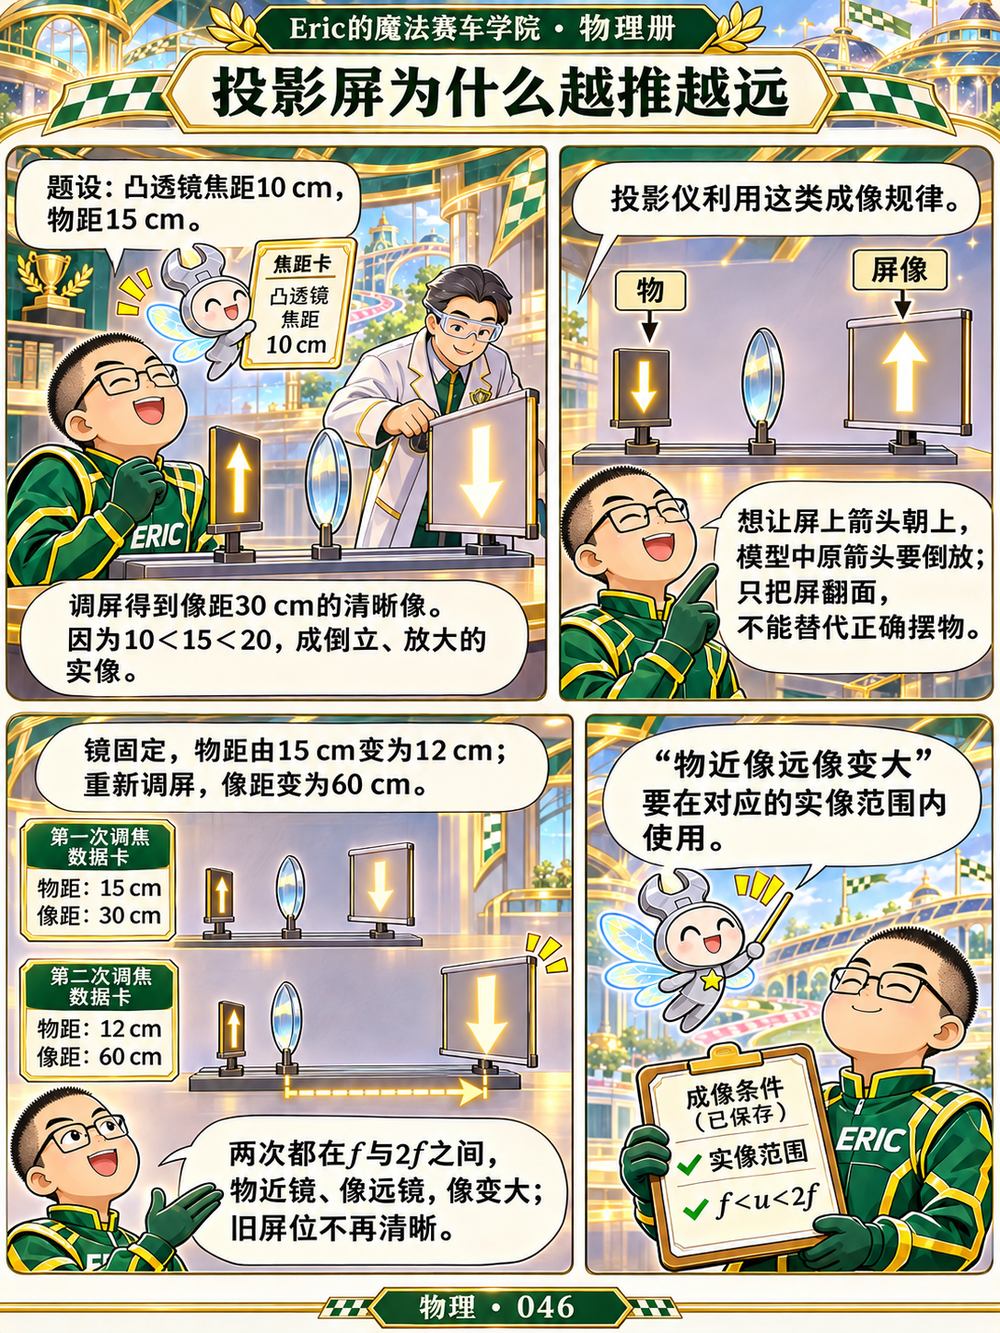 Eric的魔法赛车学院·物理册
投影屏为什么越推越远
题设：凸透镜焦距10 cm，
物距15 cm。
焦距卡
凸透镜
焦距
10 cm
ERIC
调屏得到像距30 cm的清晰像。
因为10＜15＜20，成倒立、放大的
实像。
投影仪利用这类成像规律。
物
屏像
想让屏上箭头朝上，
模型中原箭头要倒放；
只把屏翻面，
不能替代正确摆物。
镜固定，物距由15 cm变为12 cm；
重新调屏，像距变为60 cm。
第一次调焦
数据卡
物距：15 cm
像距：30 cm
第二次调焦
数据卡
物距：12 cm
像距：60 cm
两次都在f与2f之间，
物近镜、像远镜，像变大；
旧屏位不再清晰。
“物近像远像变大”
要在对应的实像范围内
使用。
成像条件
（已保存）
✓ 实像范围
✓ f<u<2f
ERIC
物理·046